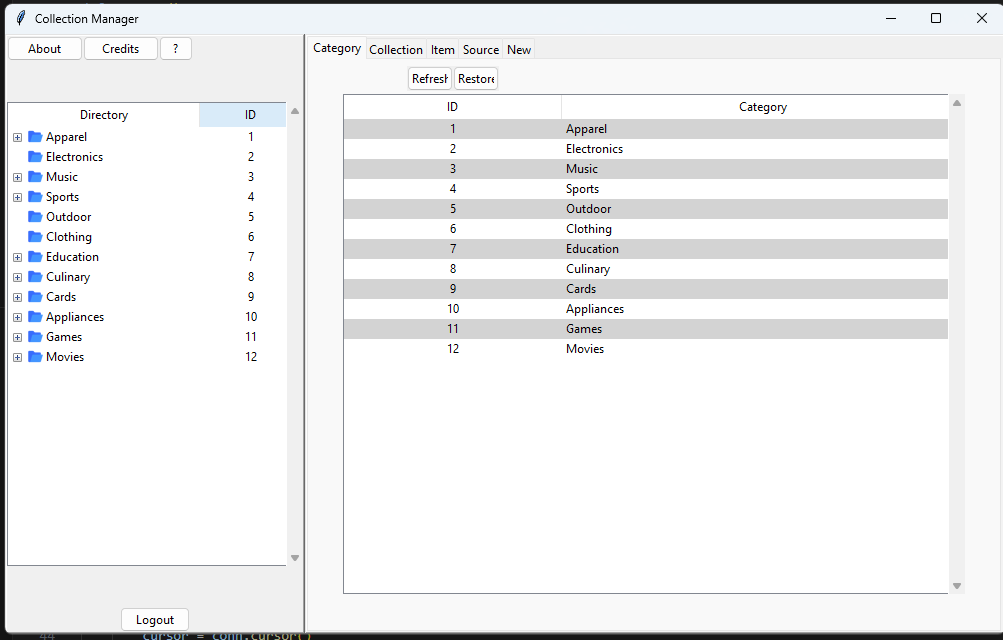 Collection Manager
About Credits ?
Directory ID
Apparel 1
Electronics 2
Music 3
Sports 4
Outdoor 5
Clothing 6
Education 7
Culinary 8
Cards 9
Appliances 10
Games 11
Movies 12
Logout
Category Collection Item Source New
Refresh Restore
ID Category
1 Apparel
2 Electronics
3 Music
4 Sports
5 Outdoor
6 Clothing
7 Education
8 Culinary
9 Cards
10 Appliances
11 Games
12 Movies
44 cursor = conn.cursor()